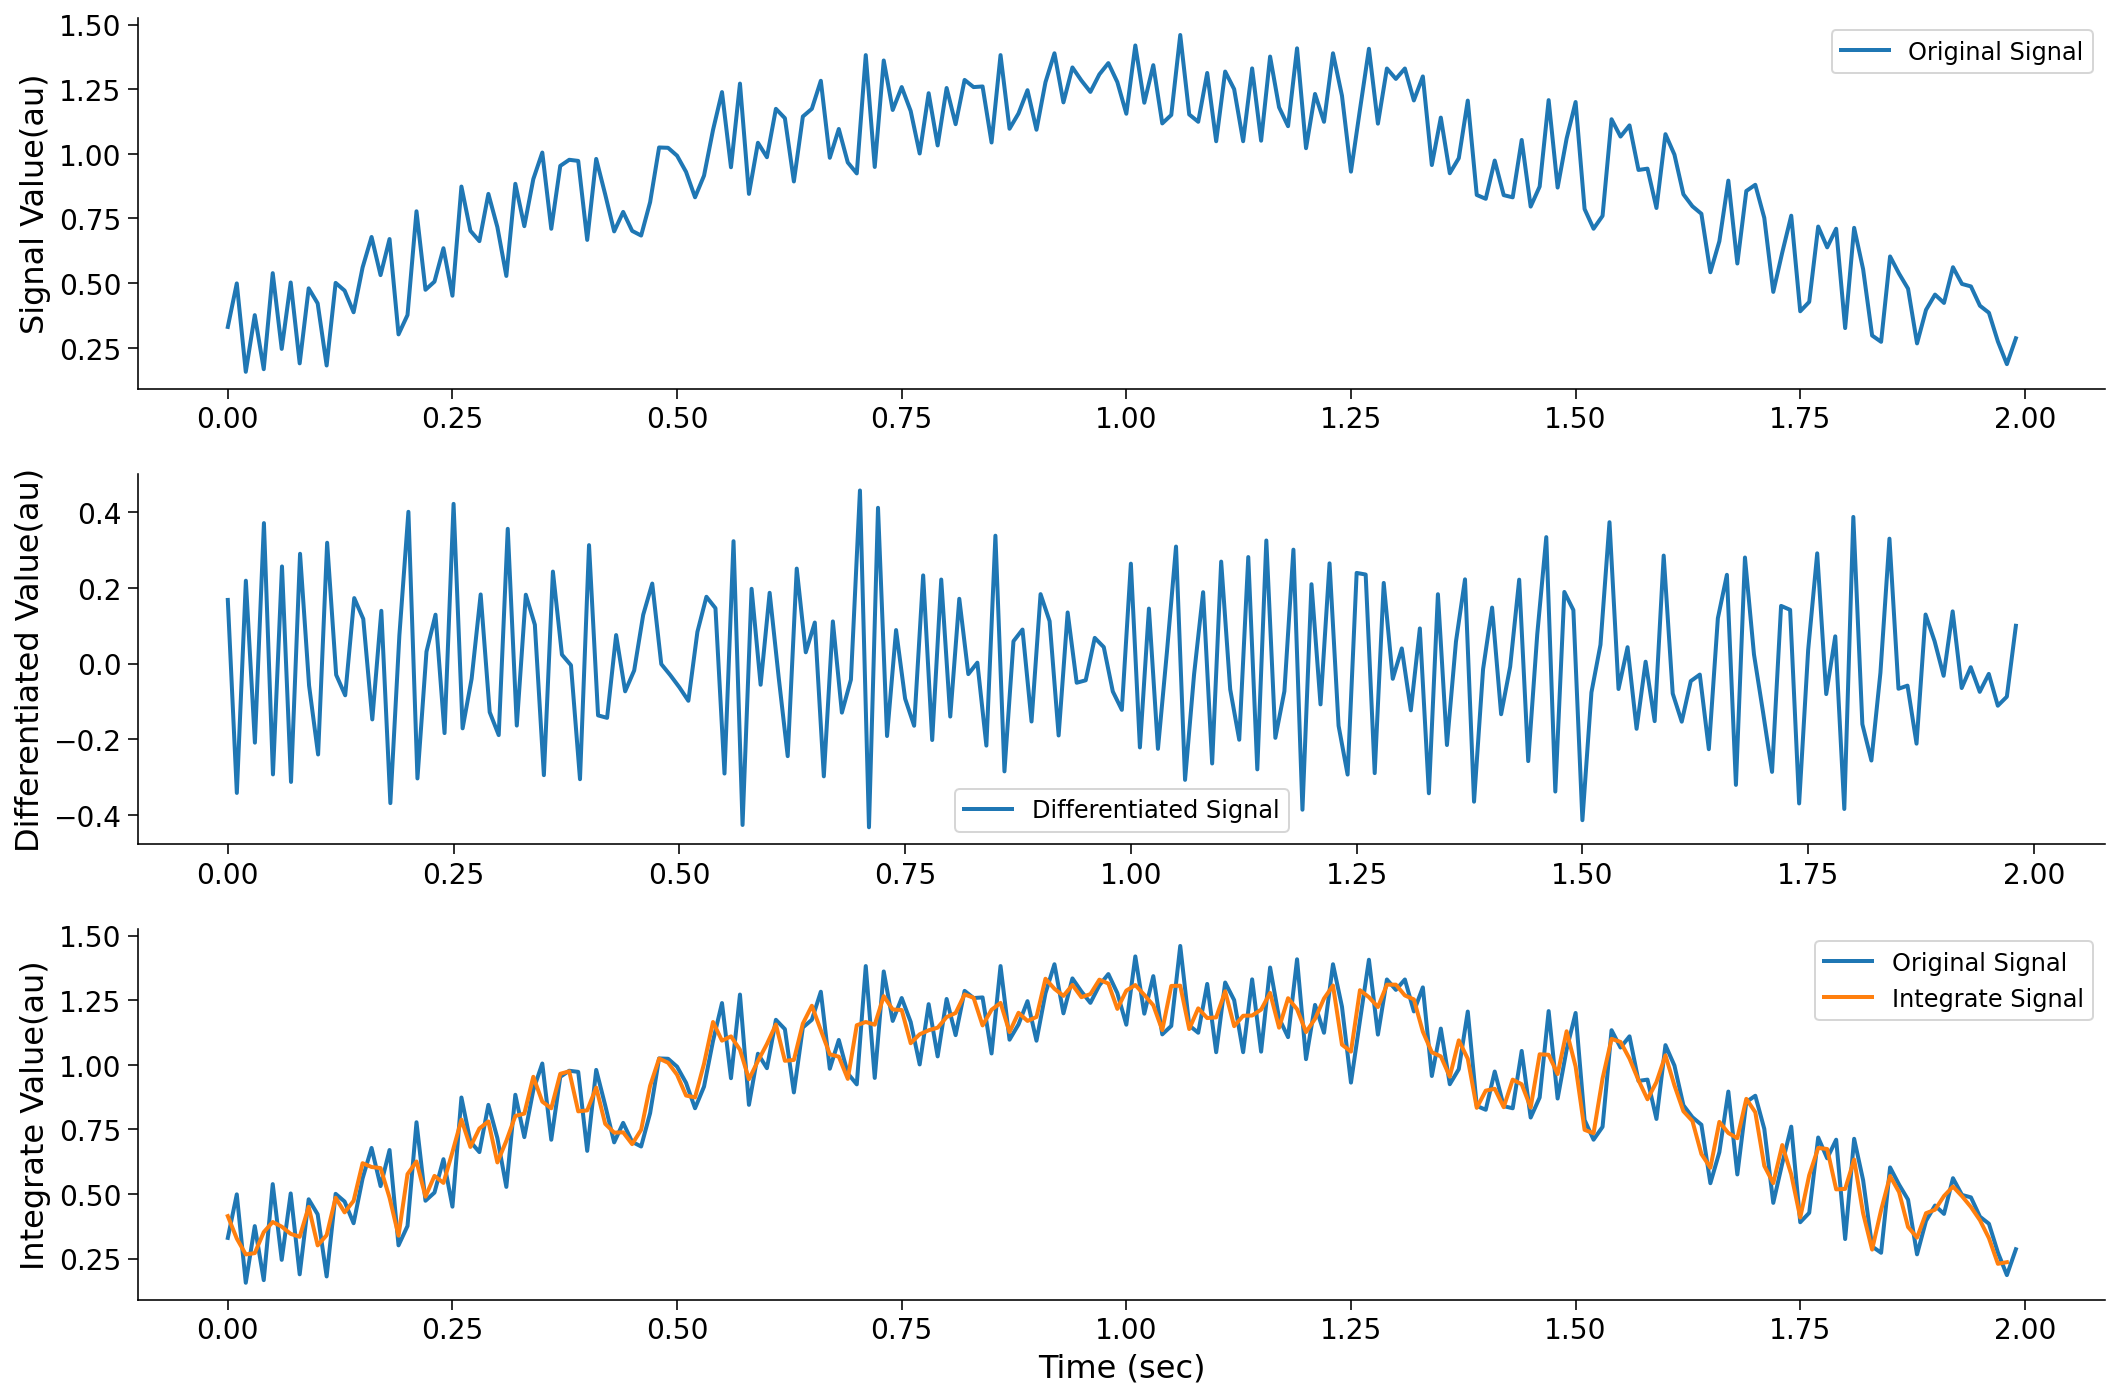 Signal Value(au)
1.50
1.25
1.00
0.75
0.50
0.25
Original Signal
0.00 0.25 0.50 0.75 1.00 1.25 1.50 1.75 2.00
Differentiated Value(au)
0.4
0.2
0.0
−0.2
−0.4
Differentiated Signal
0.00 0.25 0.50 0.75 1.00 1.25 1.50 1.75 2.00
Integrate Value(au)
1.50
1.25
1.00
0.75
0.50
0.25
Original Signal
Integrate Signal
0.00 0.25 0.50 0.75 1.00 1.25 1.50 1.75 2.00
Time (sec)